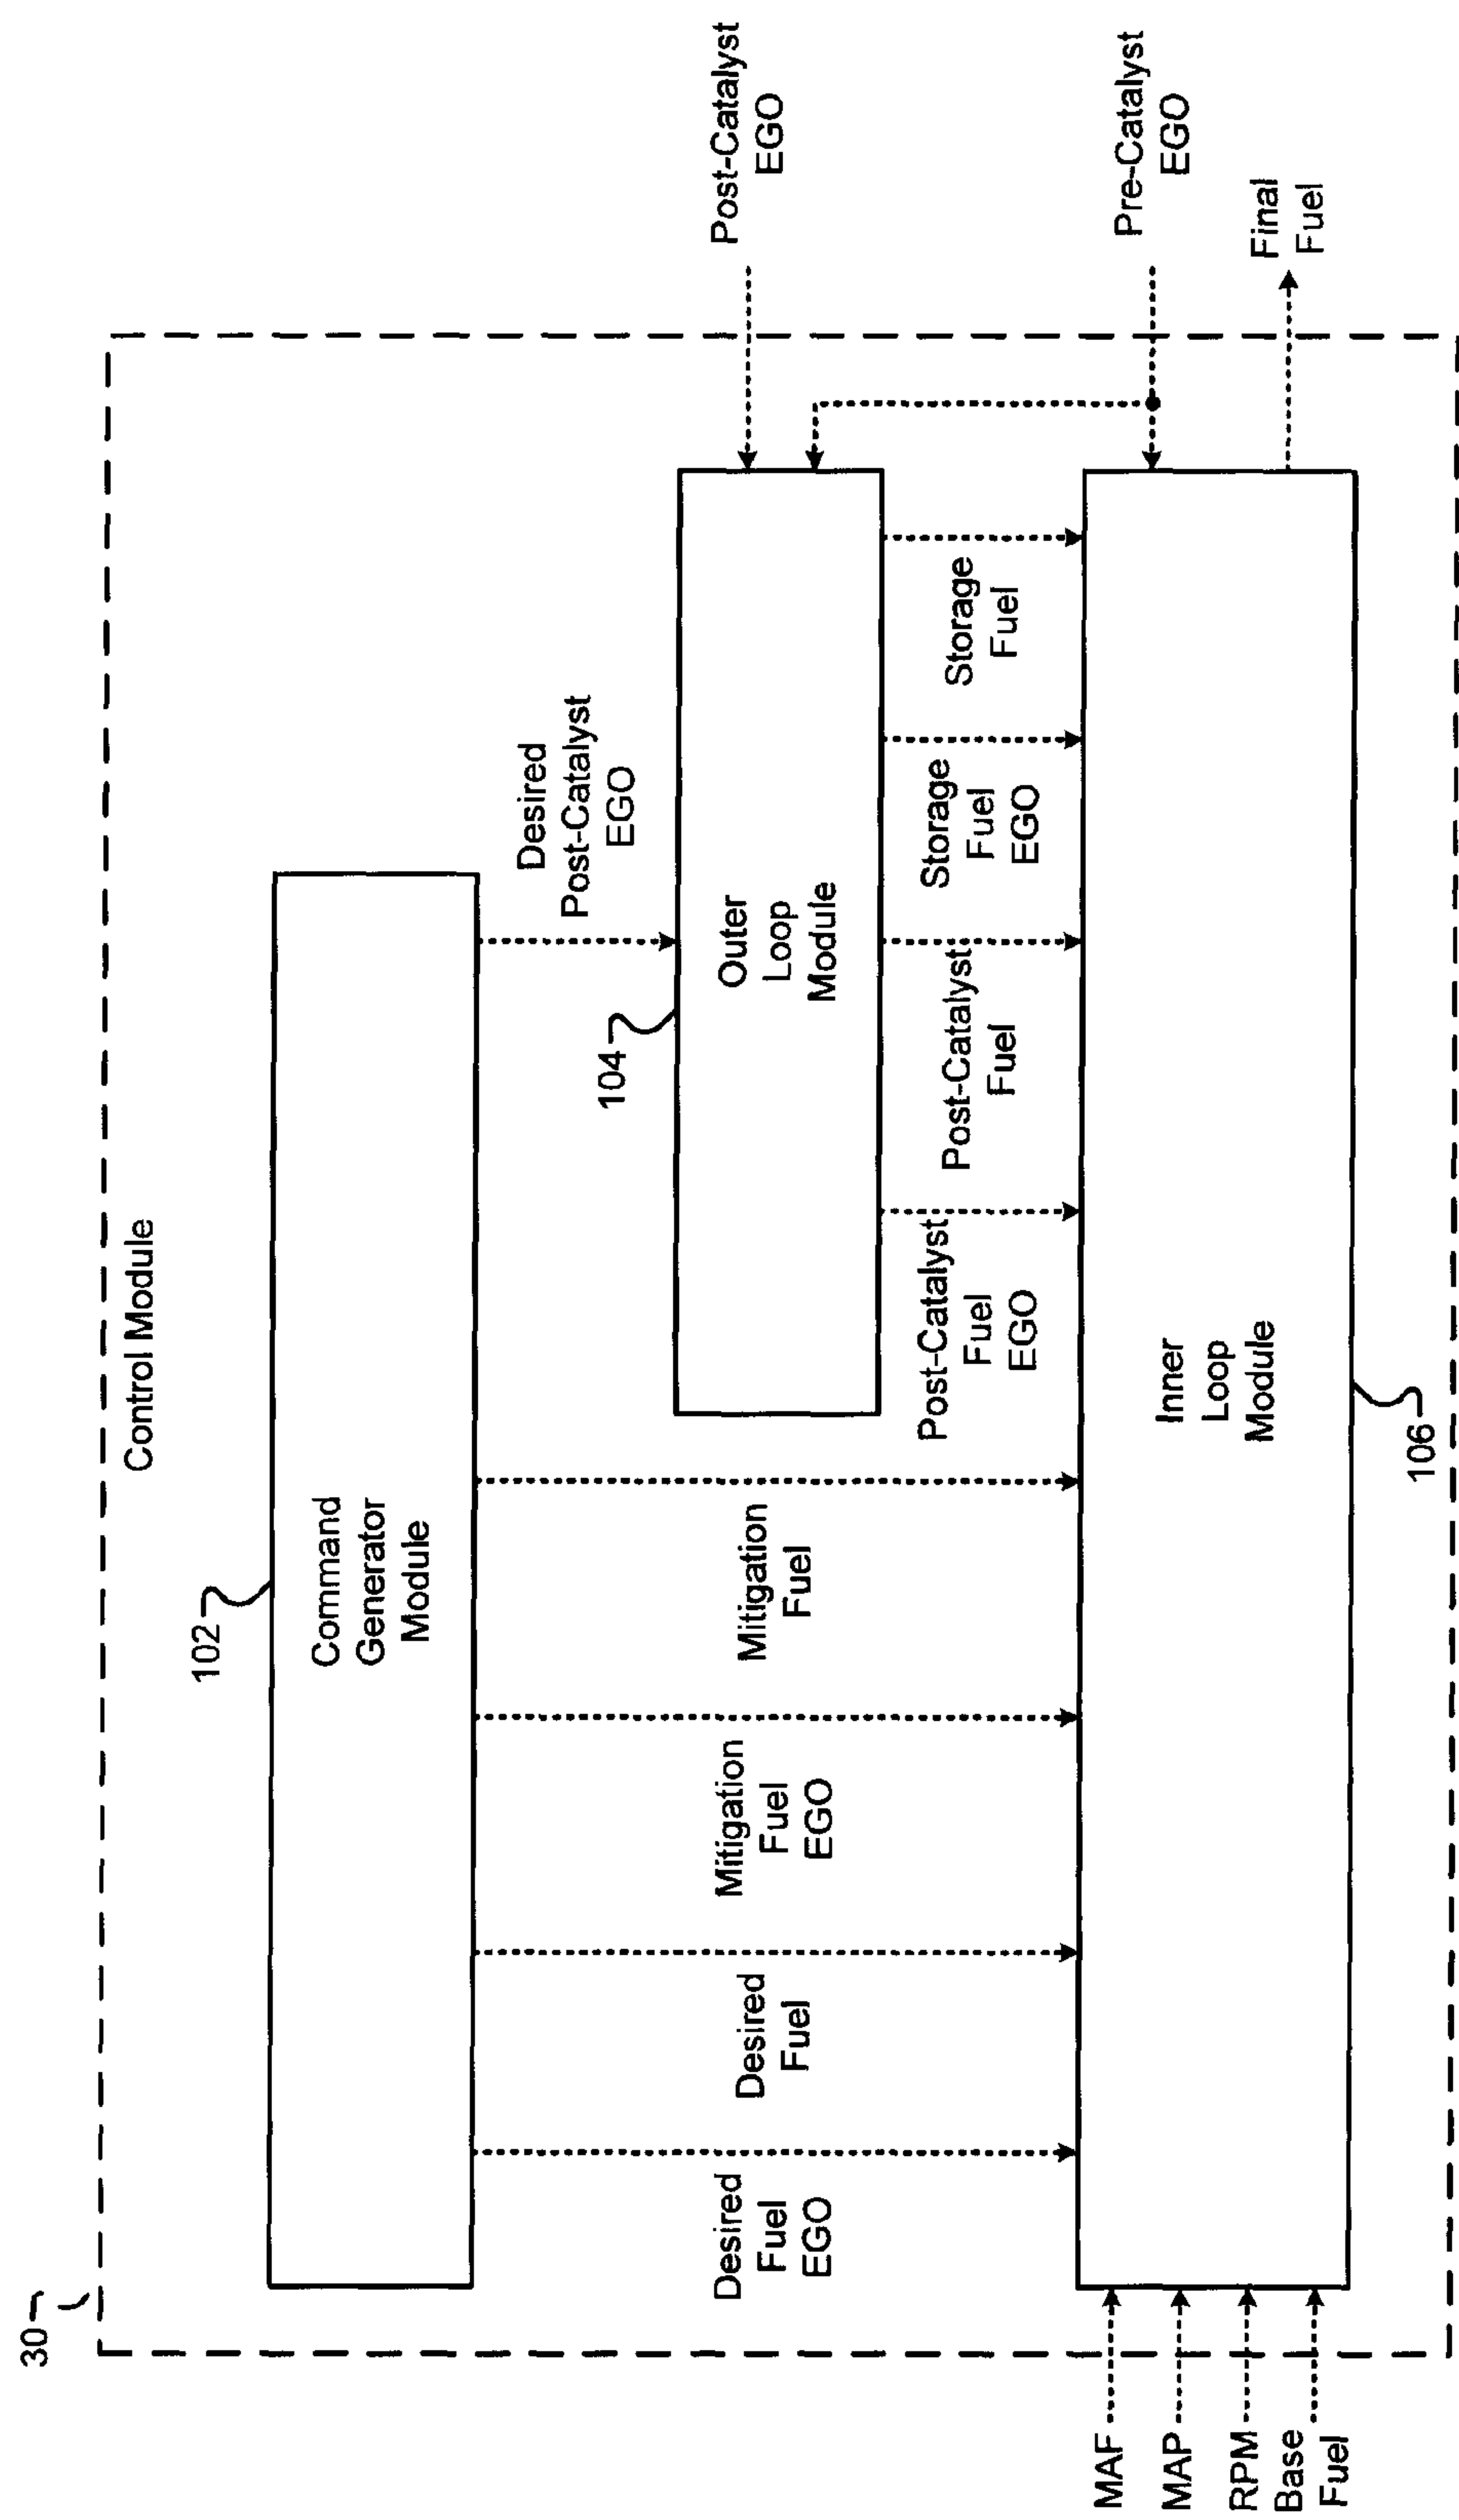 30
Control Module
102
Command
Generator
Module
Desired
Post-Catalyst
EGO
Post-Catalyst
EGO
104
Outer
Loop
Module
Desired
Fuel
EGO
Desired
Fuel
Mitigation
Fuel
EGO
Mitigation
Fuel
Post-Catalyst
Fuel
EGO
Post-Catalyst
Fuel
Storage
Fuel
EGO
Storage
Fuel
Pre-Catalyst
EGO
MAF
MAP
RPM
Base
Fuel
Inner
Loop
Module
Final
Fuel
106